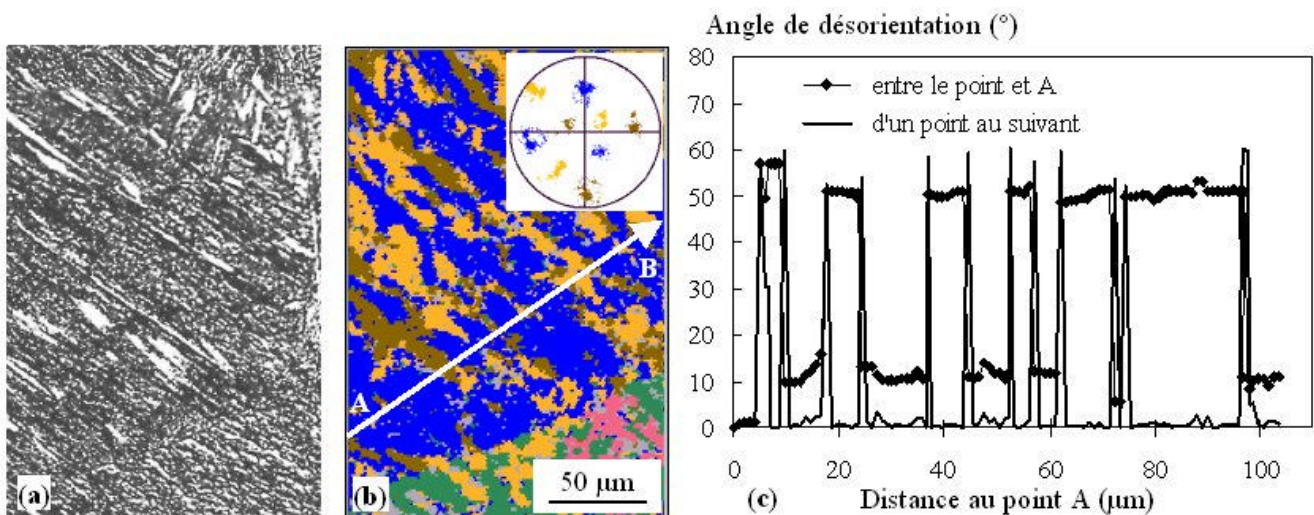 Angle de désorientation (°)
80
70
60
50
40
30
20
10
0
entre le point et A
d'un point au suivant
0 20 40 60 80 100
Distance au point A (µm)
(a)
A
B
50 µm
(b)
(c)